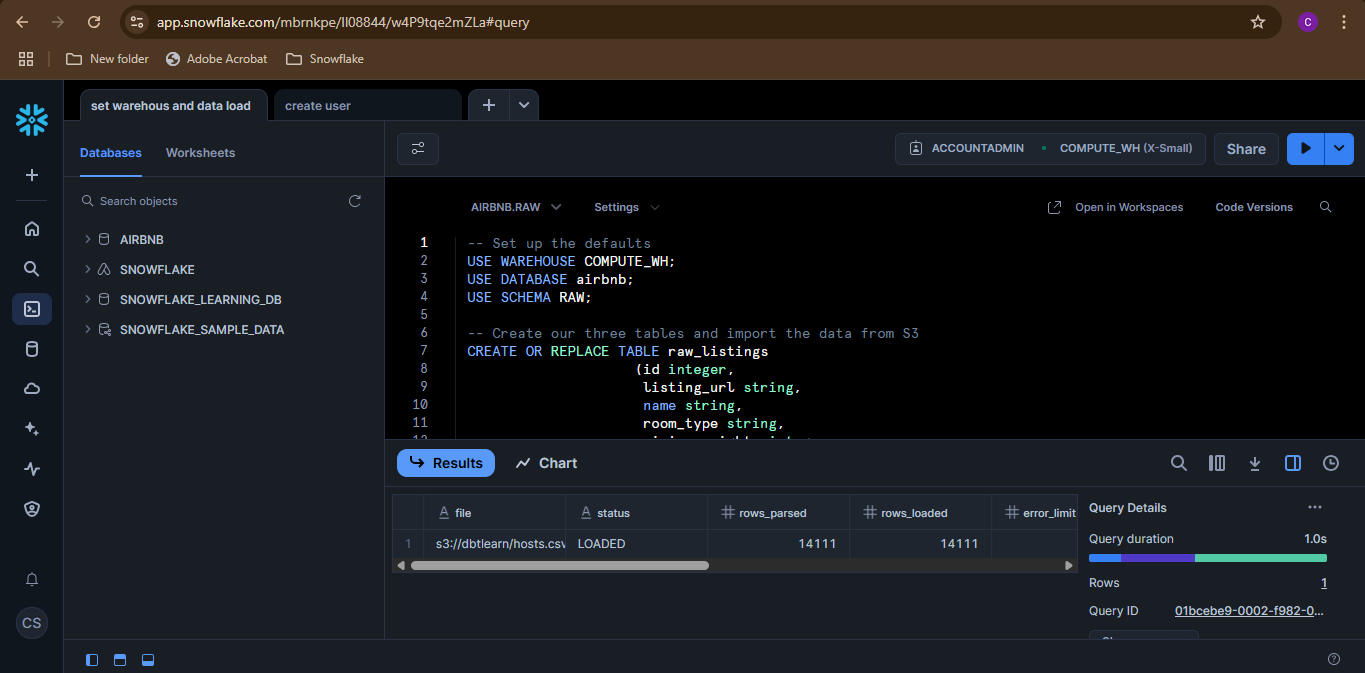 app.snowflake.com/mbrnkpe/ll08844/w4P9tqe2mZLa#query
C
New folder
Adobe Acrobat
Snowflake
set warehous and data load
create user
Databases
Worksheets
ACCOUNTADMIN
COMPUTE_WH (X-Small)
Share
Search objects
AIRBNB
SNOWFLAKE
SNOWFLAKE_LEARNING_DB
SNOWFLAKE_SAMPLE_DATA
AIRBNB.RAW
Settings
Open in Workspaces
Code Versions
1 -- Set up the defaults
2 USE WAREHOUSE COMPUTE_WH;
3 USE DATABASE airbnb;
4 USE SCHEMA RAW;
5
6 -- Create our three tables and import the data from S3
7 CREATE OR REPLACE TABLE raw_listings
8 (id integer,
9 listing_url string,
10 name string,
11 room_type string,
Results
Chart
A file
A status
# rows_parsed
# rows_loaded
# error_limit
1 s3://dbtlearn/hosts.csv LOADED 14111 14111
Query Details
Query duration 1.0s
Rows 1
Query ID 01bcebe9-0002-f982-0...
CS